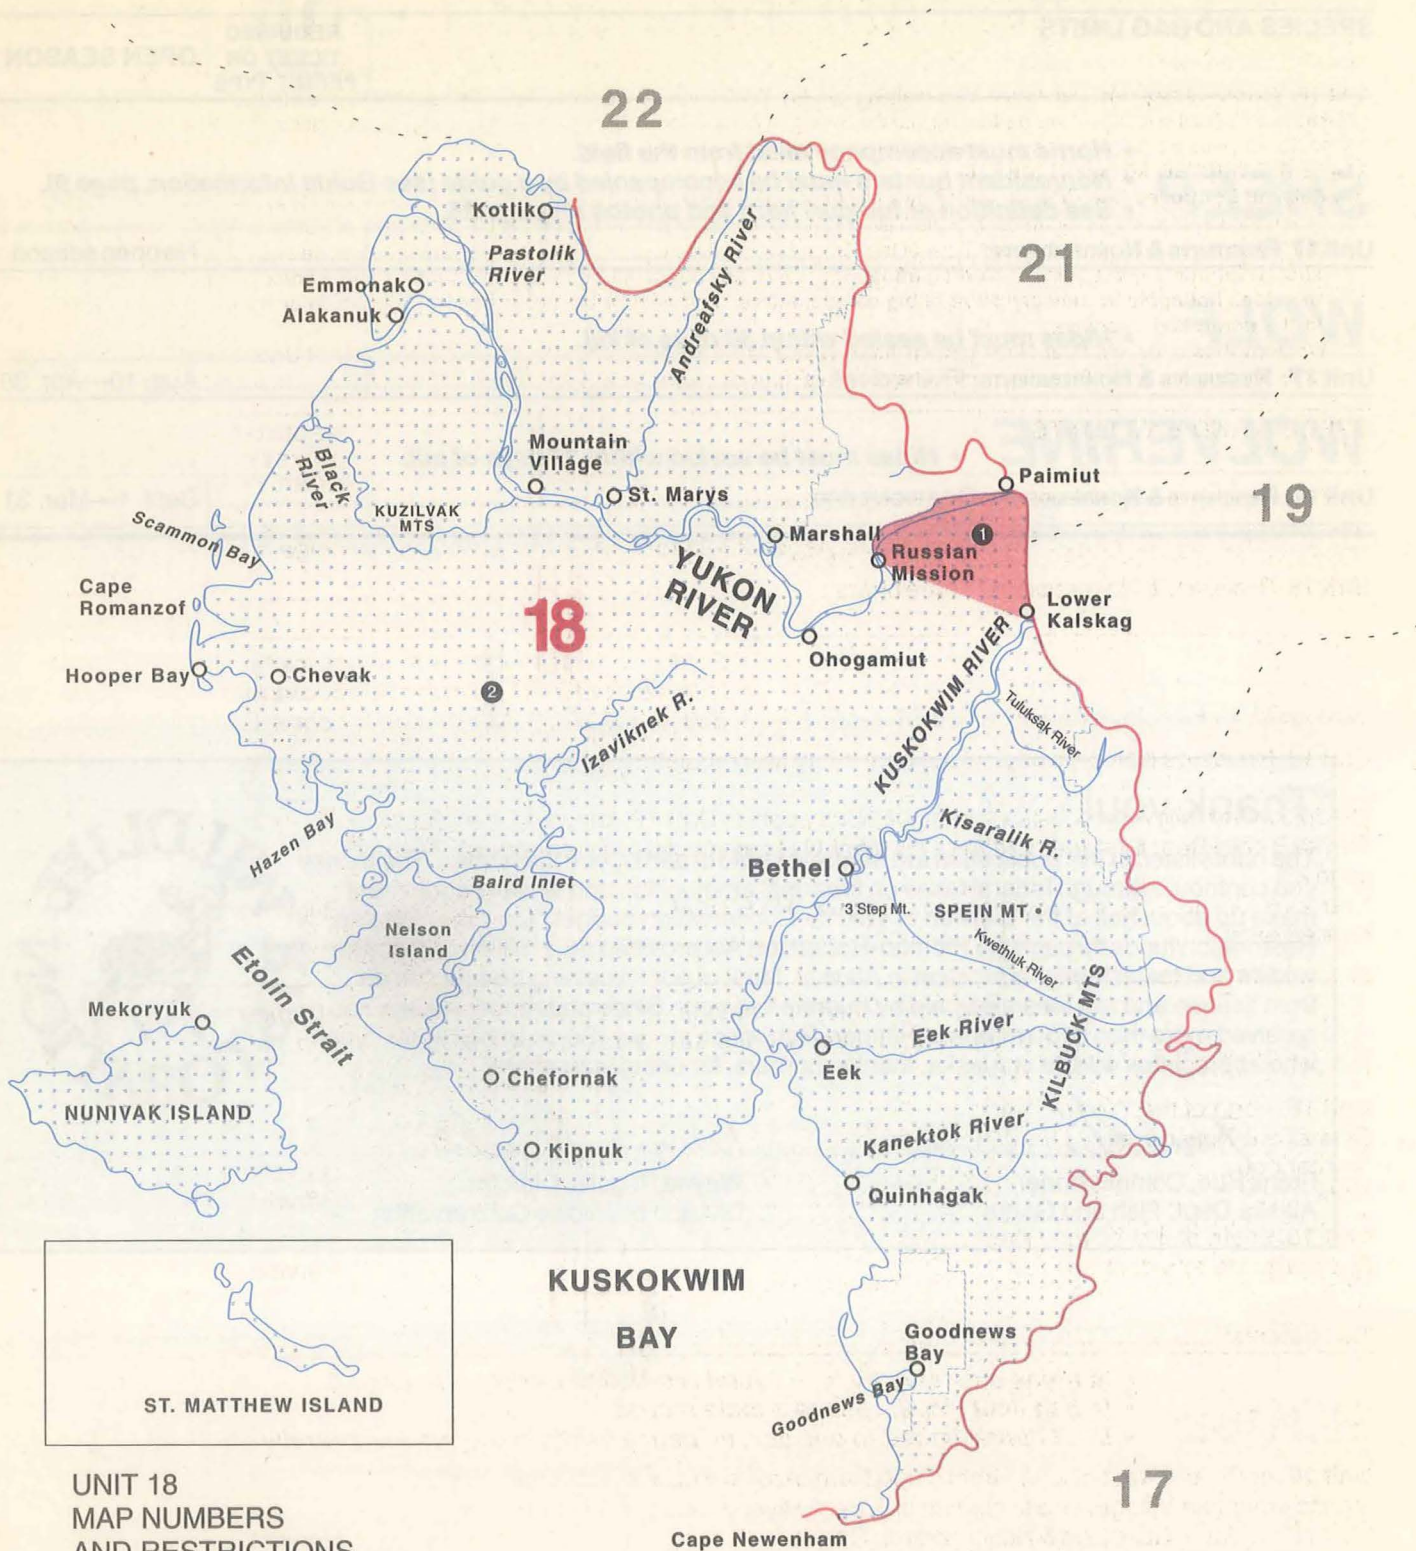 22
Kotlik
Pastolik
River
Andreafsky River
21
Emmonak
Alakanuk
Mountain
Village
Black
River
St. Marys
Paimiut
KUZILVAK
MTS
19
Scammon Bay
Marshall
1
Russian
Mission
YUKON
RIVER
Cape
Romanzof
18
Lower
Kalskag
Ohogamiut
Hooper Bay
Chevak
2
KUSKOKWIM RIVER
Izaviknek R.
Tuluksak River
Hazen Bay
Kisaralik R.
Bethel
Baird Inlet
3 Step Mt.
SPEIN MT
Nelson
Island
Kwethluk River
Etolin Strait
Mekoryuk
KILBUCK MTS
Eek River
Eek
Chefornak
NUNIVAK ISLAND
Kanektok River
Kipnuk
Quinhagak
KUSKOKWIM
BAY
Goodnews
Bay
Goodnews Bay
ST. MATTHEW ISLAND
17
UNIT 18
MAP NUMBERS
AND RESTRICTIONS
Cape Newenham